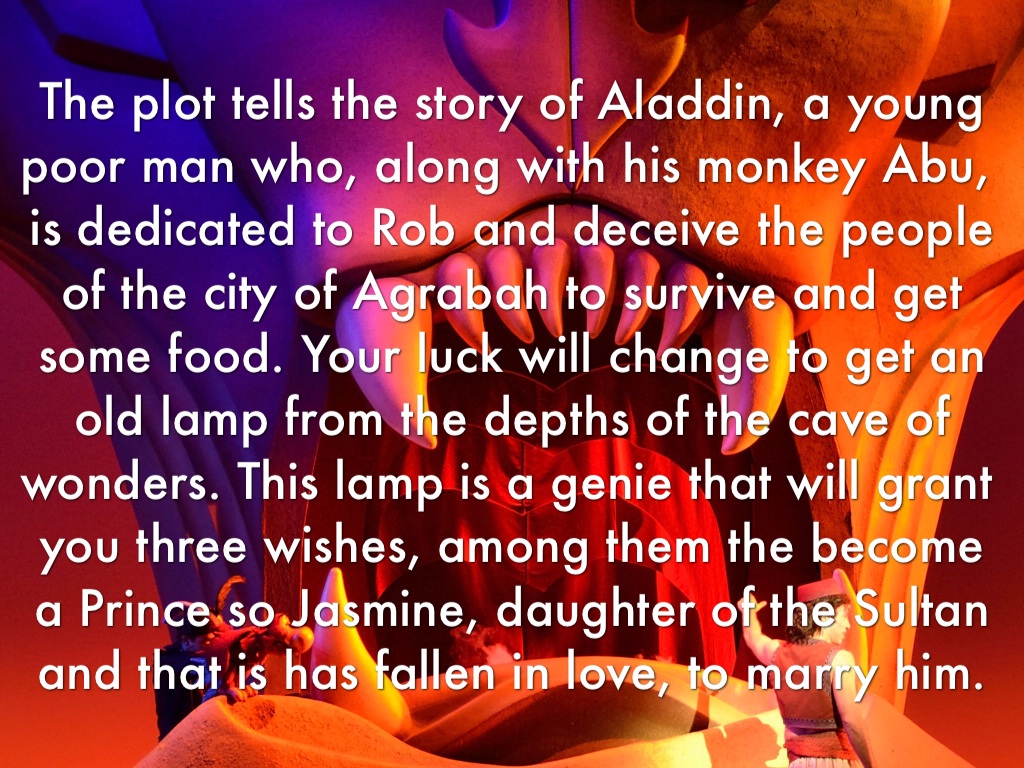 The plot tells the story of Aladdin, a young
poor man who, along with his monkey Abu,
is dedicated to Rob and deceive the people
of the city of Agrabah to survive and get
some food. Your luck will change to get an
old lamp from the depths of the cave of
wonders. This lamp is a genie that will grant
you three wishes, among them the become
a Prince so Jasmine, daughter of the Sultan
and that is has fallen in love, to marry him.